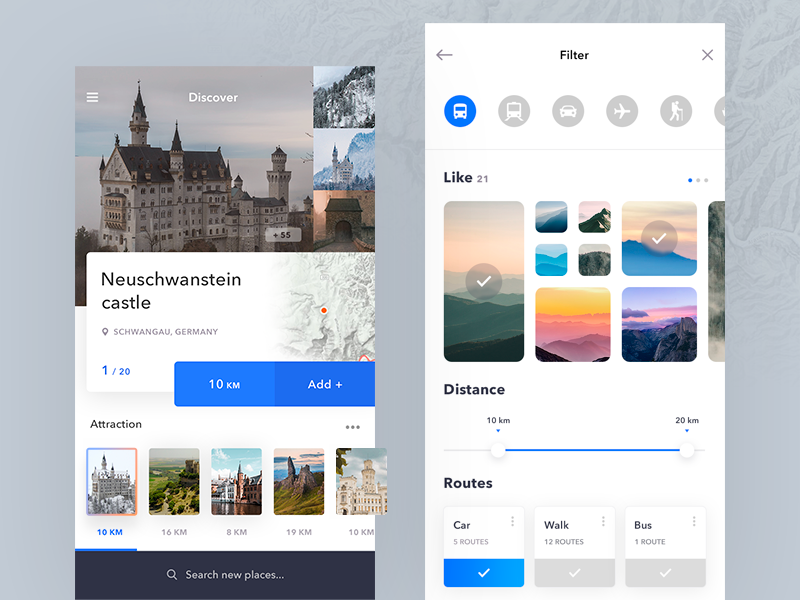 Discover
+ 55
Neuschwanstein
castle
SCHWANGAU, GERMANY
1 / 20
10 KM
Add +
Attraction
10 KM
16 KM
8 KM
19 KM
10 KM
Search new places...
Filter
Like 21
Distance
10 km
20 km
Routes
Car
5 ROUTES
Walk
12 ROUTES
Bus
1 ROUTE